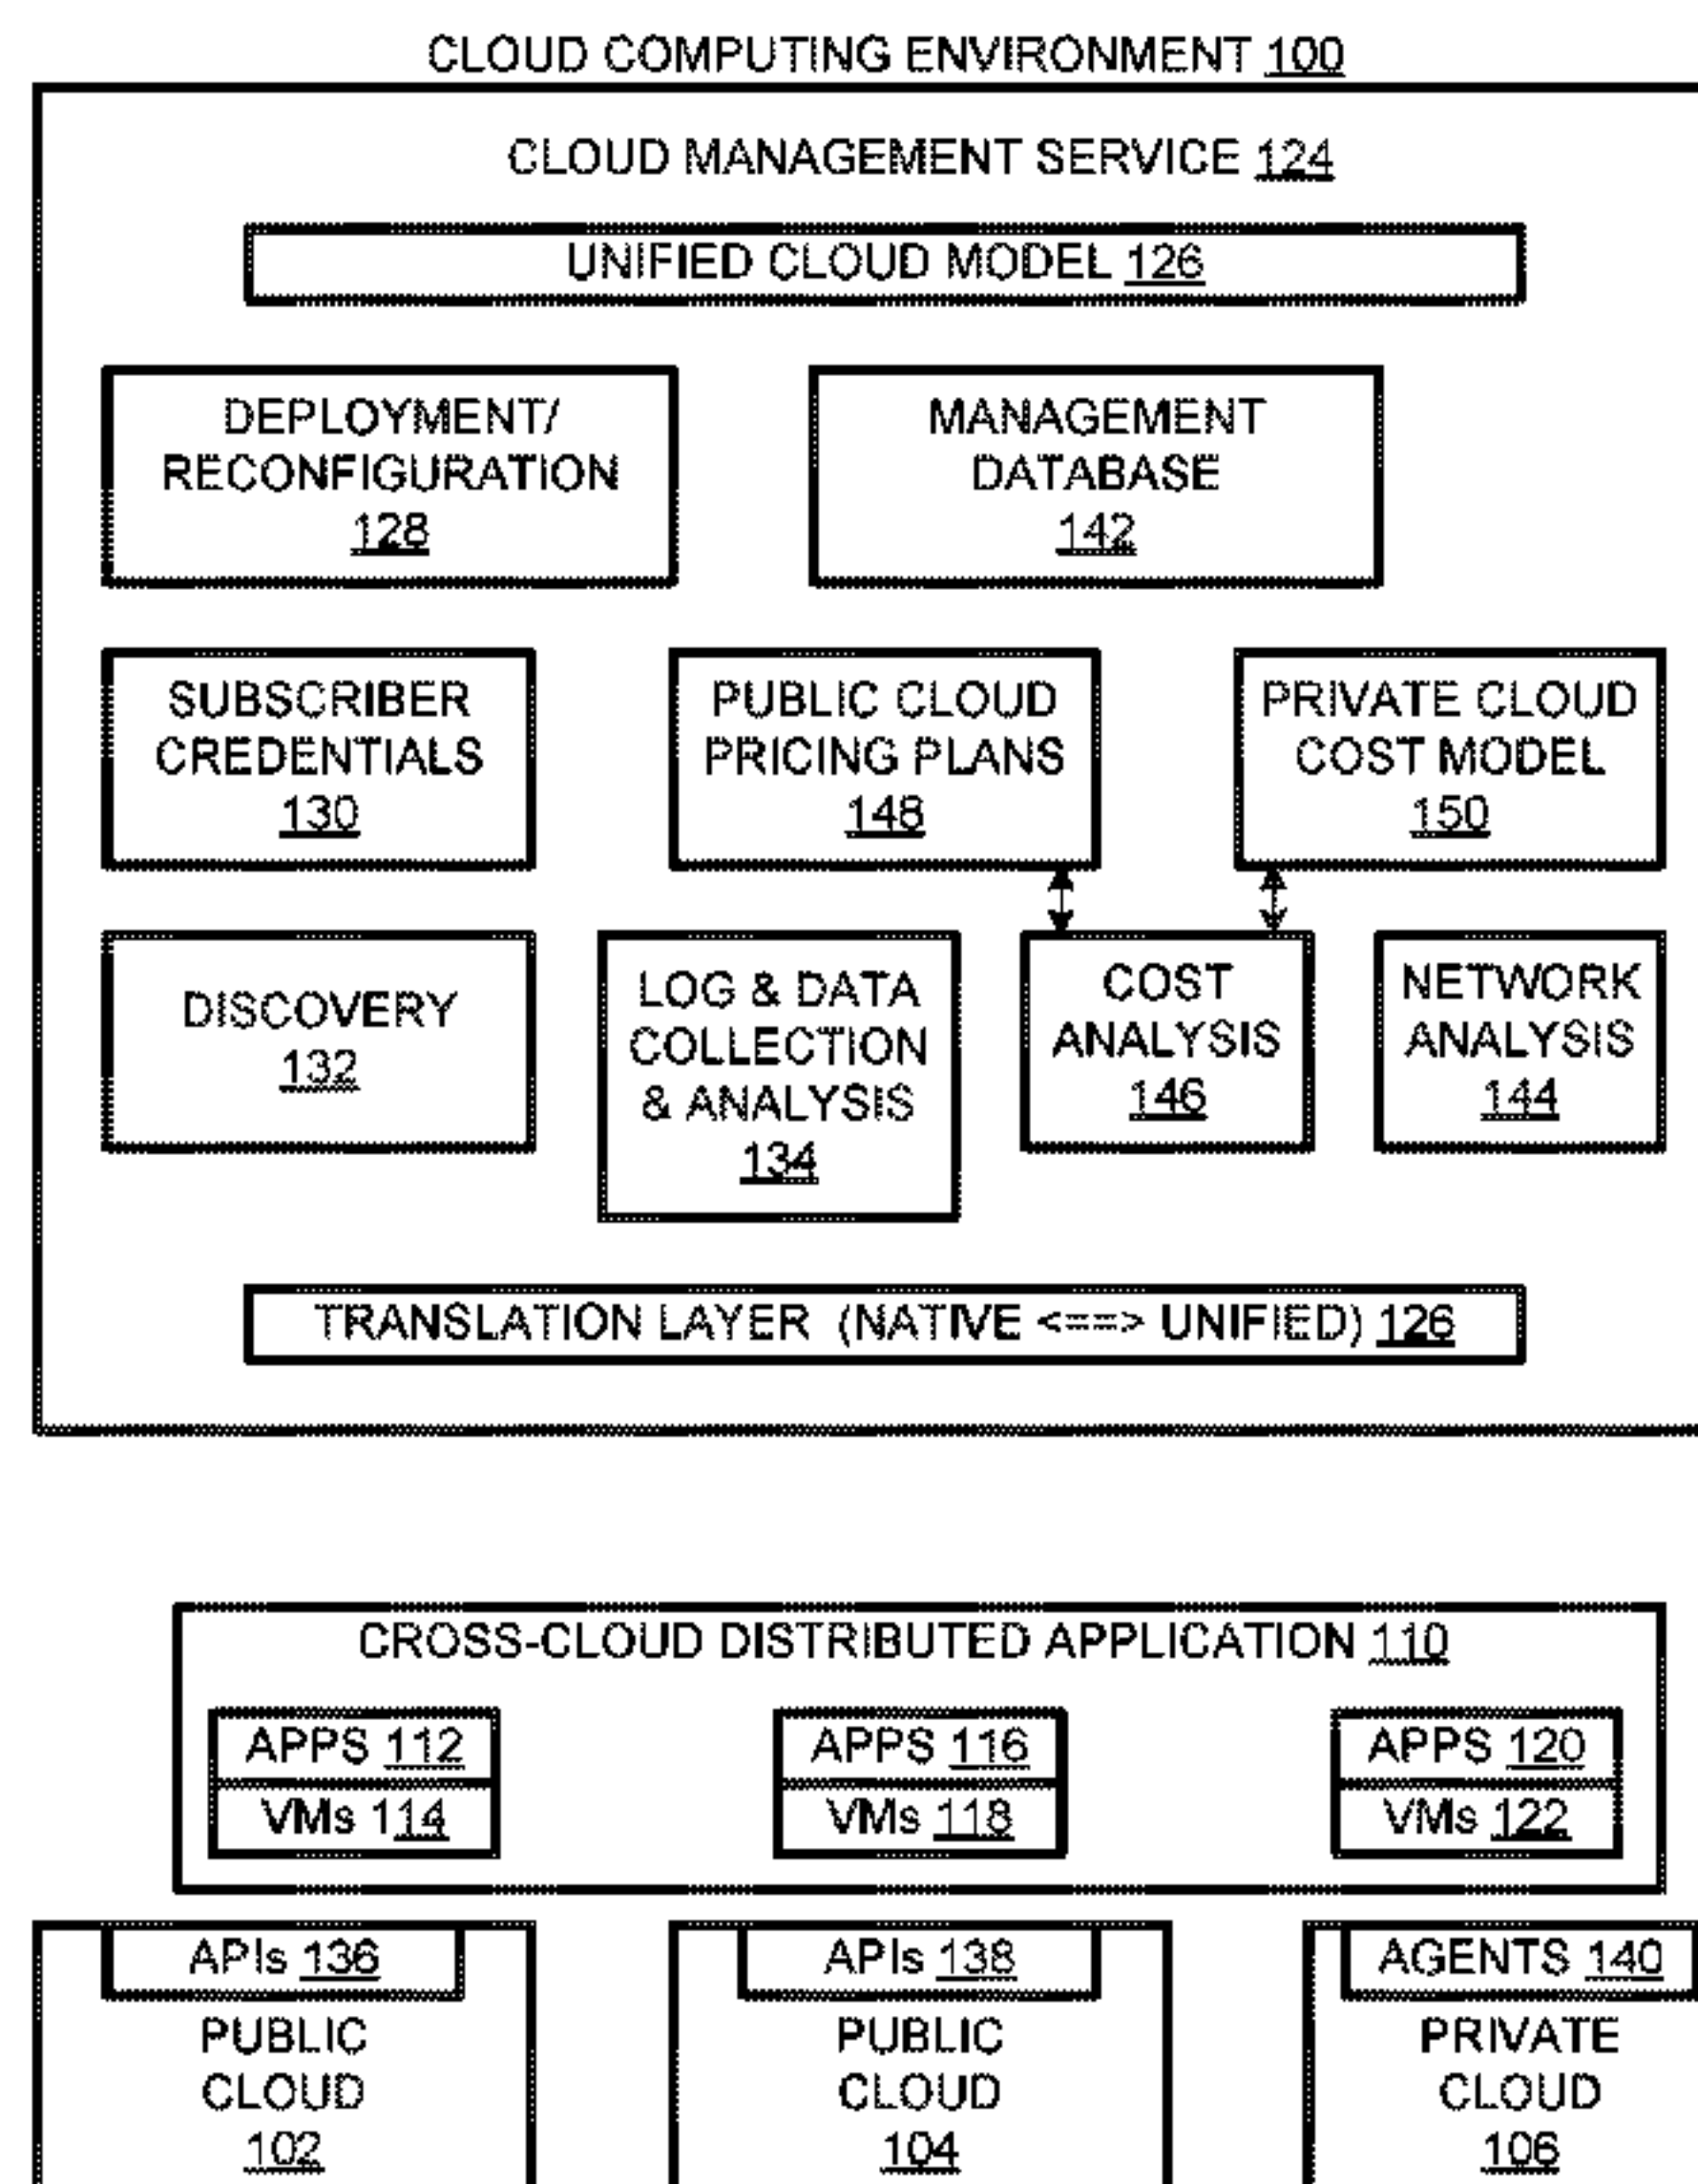 CLOUD COMPUTING ENVIRONMENT 100
CLOUD MANAGEMENT SERVICE 124
UNIFIED CLOUD MODEL 126
DEPLOYMENT/
RECONFIGURATION
128
MANAGEMENT
DATABASE
142
SUBSCRIBER
CREDENTIALS
130
PUBLIC CLOUD
PRICING PLANS
148
PRIVATE CLOUD
COST MODEL
150
DISCOVERY
132
LOG & DATA
COLLECTION
& ANALYSIS
134
COST
ANALYSIS
146
NETWORK
ANALYSIS
144
TRANSLATION LAYER (NATIVE <==> UNIFIED) 126
CROSS-CLOUD DISTRIBUTED APPLICATION 110
APPS 112
VMs 114
APPS 116
VMs 118
APPS 120
VMs 122
APIs 136
PUBLIC
CLOUD
102
APIs 138
PUBLIC
CLOUD
104
AGENTS 140
PRIVATE
CLOUD
106